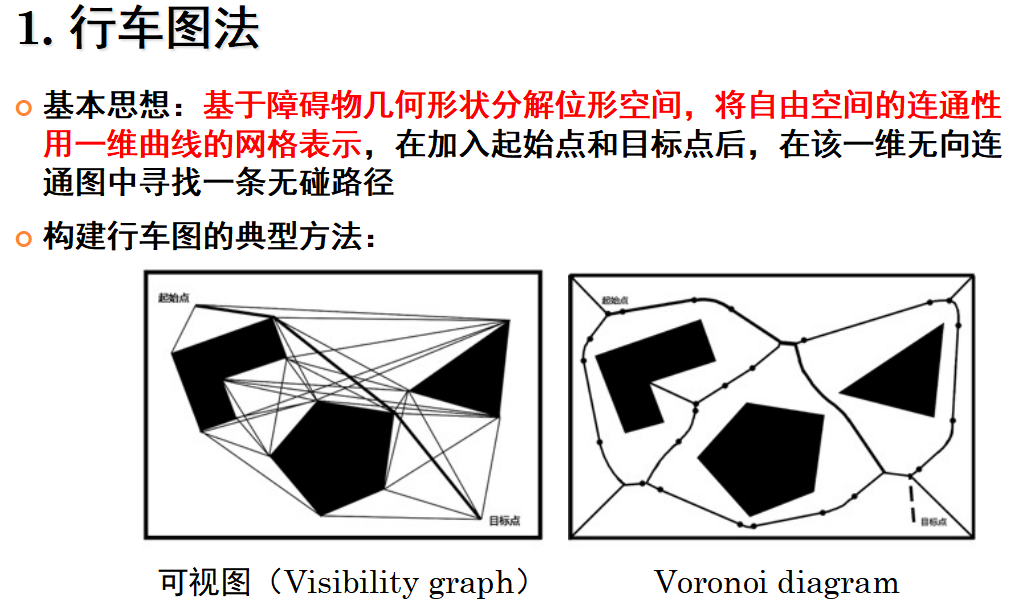 1. 行车图法
基本思想：基于障碍物几何形状分解位形空间，将自由空间的连通性
用一维曲线的网格表示，在加入起始点和目标点后，在该一维无向连
通图中寻找一条无碰路径
构建行车图的典型方法：
起始点
目标点
起始点
目标点
可视图（Visibility graph）
Voronoi diagram